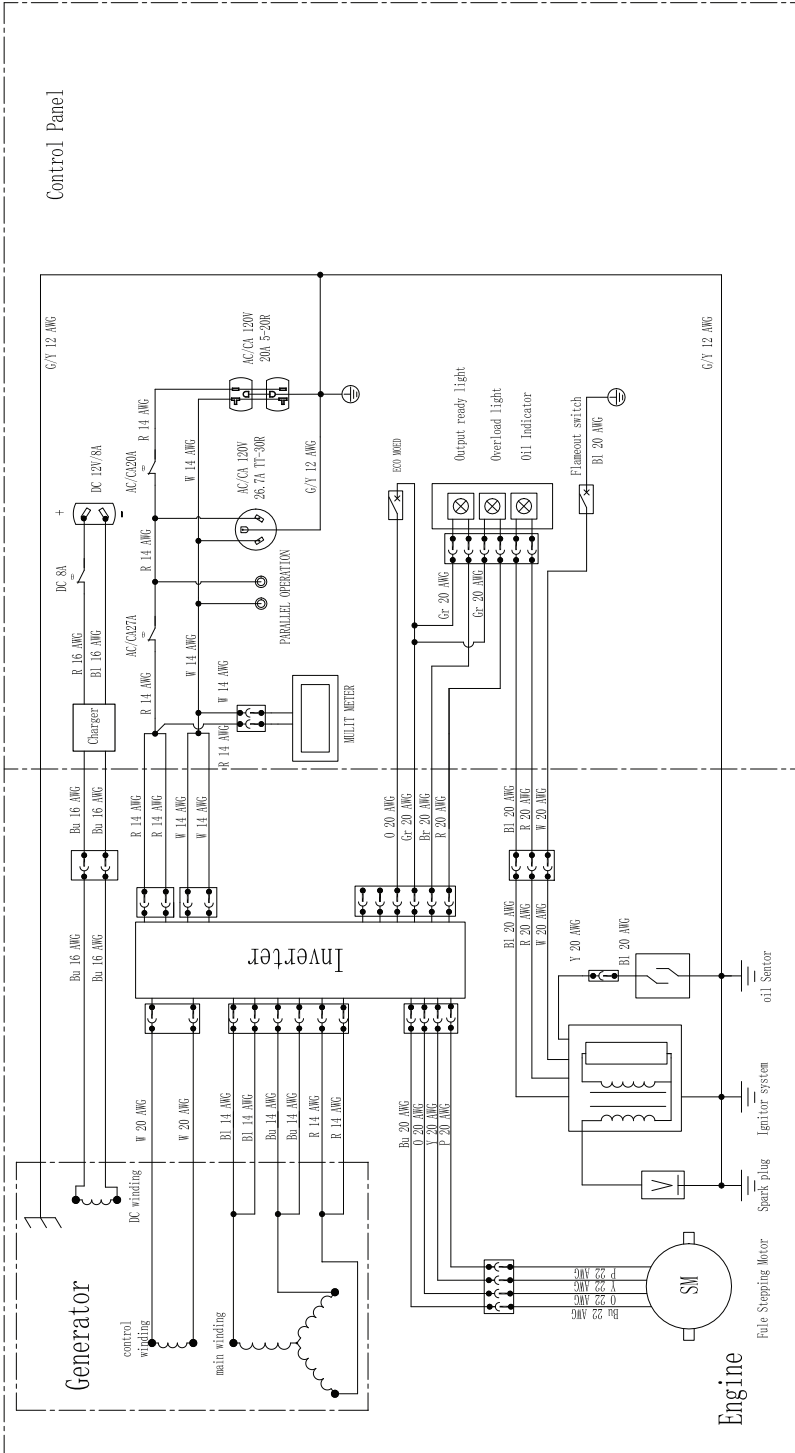 Control Panel
G/Y 12 AWG
DC 12V/8A
+
-
DC 8A
R 16 AWG
Bl 16 AWG
Charger
Bu 16 AWG
Bu 16 AWG
Bu 16 AWG
Bu 16 AWG
DC winding
AC/CA 120V
20A 5-20R
R 14 AWG
AC/CA20A
W 14 AWG
AC/CA 120V
26.7A TT-30R
G/Y 12 AWG
R 14 AWG
R 14 AWG
PARALLEL OPERATION
AC/CA27A
W 14 AWG
R 14 AWG
W 14 AWG
R 14 AWG
MULIT METER
R 14 AWG
R 14 AWG
W 14 AWG
W 14 AWG
Inverter
W 20 AWG
W 20 AWG
Bl 14 AWG
Bl 14 AWG
Bu 14 AWG
Bu 14 AWG
R 14 AWG
R 14 AWG
Generator
control
winding
main winding
ECO MOED
Output ready light
Overload light
Oil Indicator
Gr 20 AWG
Gr 20 AWG
Flameout switch
Bl 20 AWG
G/Y 12 AWG
O 20 AWG
Gr 20 AWG
Br 20 AWG
R 20 AWG
Bl 20 AWG
R 20 AWG
W 20 AWG
Bl 20 AWG
R 20 AWG
W 20 AWG
Y 20 AWG
Bl 20 AWG
oil Sentor
Ignitor system
Spark plug
Bu 20 AWG
O 20 AWG
Y 20 AWG
P 20 AWG
P 22 AWG
Y 22 AWG
O 22 AWG
Bu 22 AWG
SM
Fule Stepping Motor
Engine